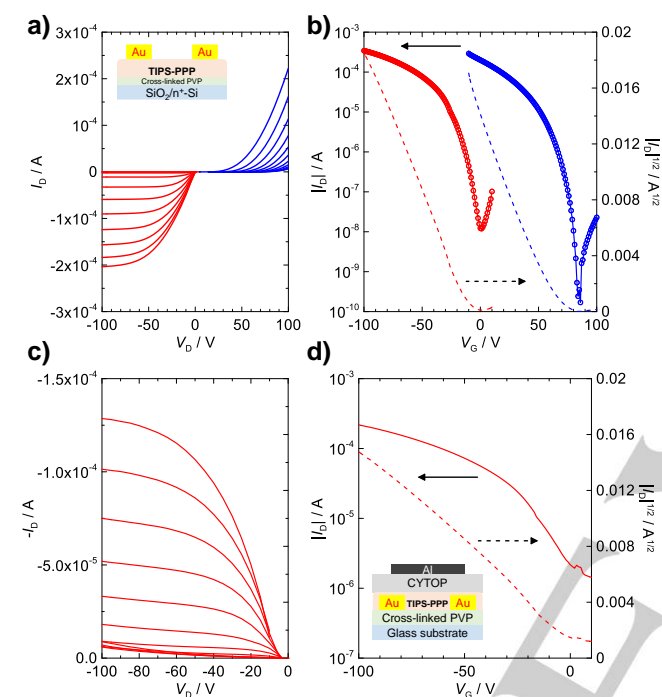 a)
3x10⁻⁴
2x10⁻⁴
1x10⁻⁴
0
-1x10⁻⁴
-2x10⁻⁴
-3x10⁻⁴
I_D / A
Au Au
TIPS-PPP
Cross-linked PVP
SiO₂/n⁺-Si
-100 -50 0 50 100
V_D / V
b)
10⁻³
10⁻⁴
10⁻⁵
10⁻⁶
10⁻⁷
10⁻⁸
10⁻⁹
10⁻¹⁰
|I_D| / A
0.02
0.016
0.012
0.008
0.004
0
|I_D|^1/2 / A^1/2
-100 -50 0 50 100
V_G / V
c)
-1.5x10⁻⁴
-1.0x10⁻⁴
-5.0x10⁻⁵
0.0
-I_D / A
-100 -80 -60 -40 -20 -0
V_D / V
d)
10⁻³
10⁻⁴
10⁻⁵
10⁻⁶
10⁻⁷
|I_D| / A
0.02
0.016
0.012
0.008
0.004
0
|I_D|^1/2 / A^1/2
Al
CYTOP
Au TIPS-PPP Au
Cross-linked PVP
Glass substrate
-100 -50 0
V_G / V